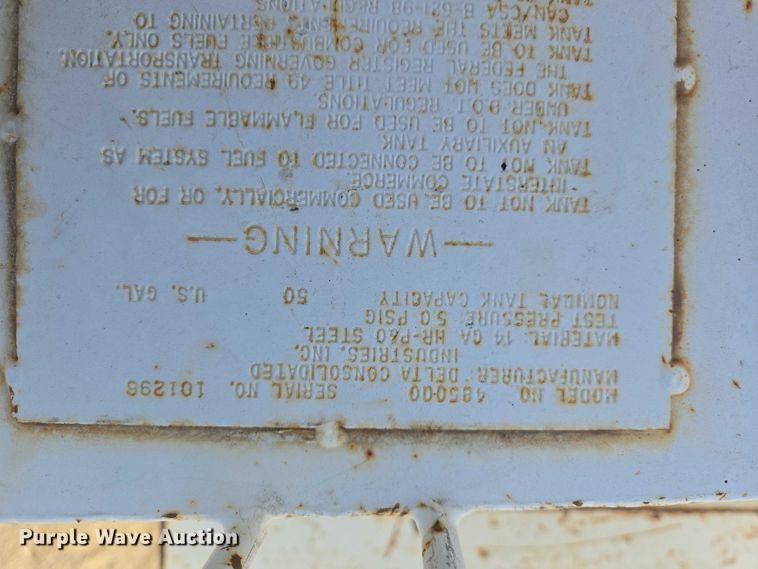 MODEL NO. 495000 SERIAL NO. 101296
MANUFACTURER: DELTA CONSOLIDATED
INDUSTRIES, INC.
MATERIAL 14 GA HR-P&O STEEL
TEST PRESSURE 5.0 PSIG
NOMINAL TANK CAPACITY 50 U.S. GAL.
—WARNING—
TANK NOT TO BE USED COMMERCIALLY, OR FOR
INTERSTATE COMMERCE.
TANK NOT TO BE CONNECTED TO FUEL SYSTEM AS
AN AUXILIARY TANK
TANK NOT TO BE USED FOR FLAMMABLE FUELS.
UNDER D.O.T. REGULATIONS.
TANK DOES NOT MEET TITLE 49 REQUIREMENTS OF
THE FEDERAL REGISTER GOVERNING TRANSPORTATION.
TANK TO BE USED FOR COMBUSTIBLE FUELS ONLY.
TANK MEETS THE REQUIREMENTS PERTAINING TO
CAN/CSA B-621-98 REGULATIONS
Purple Wave Auction®